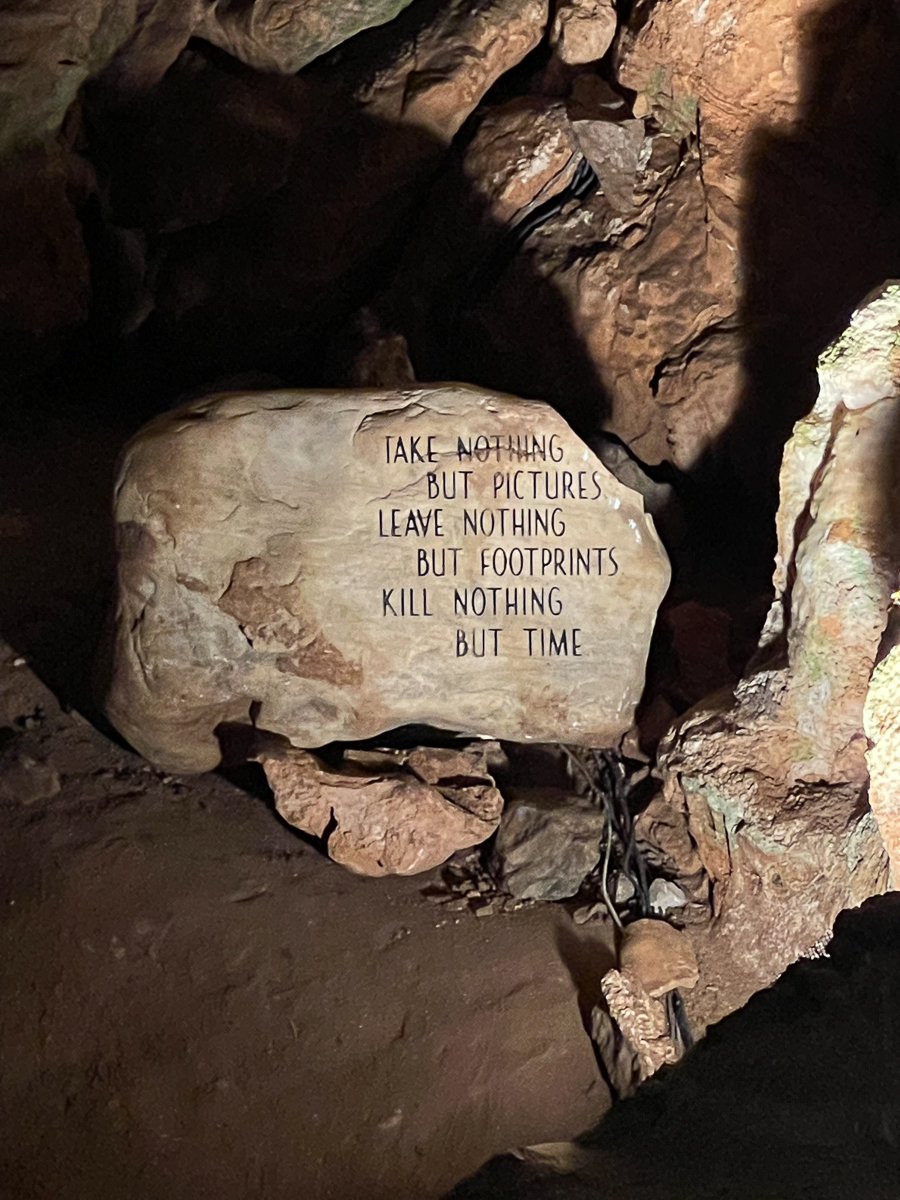 TAKE NOTHING
BUT PICTURES
LEAVE NOTHING
BUT FOOTPRINTS
KILL NOTHING
BUT TIME